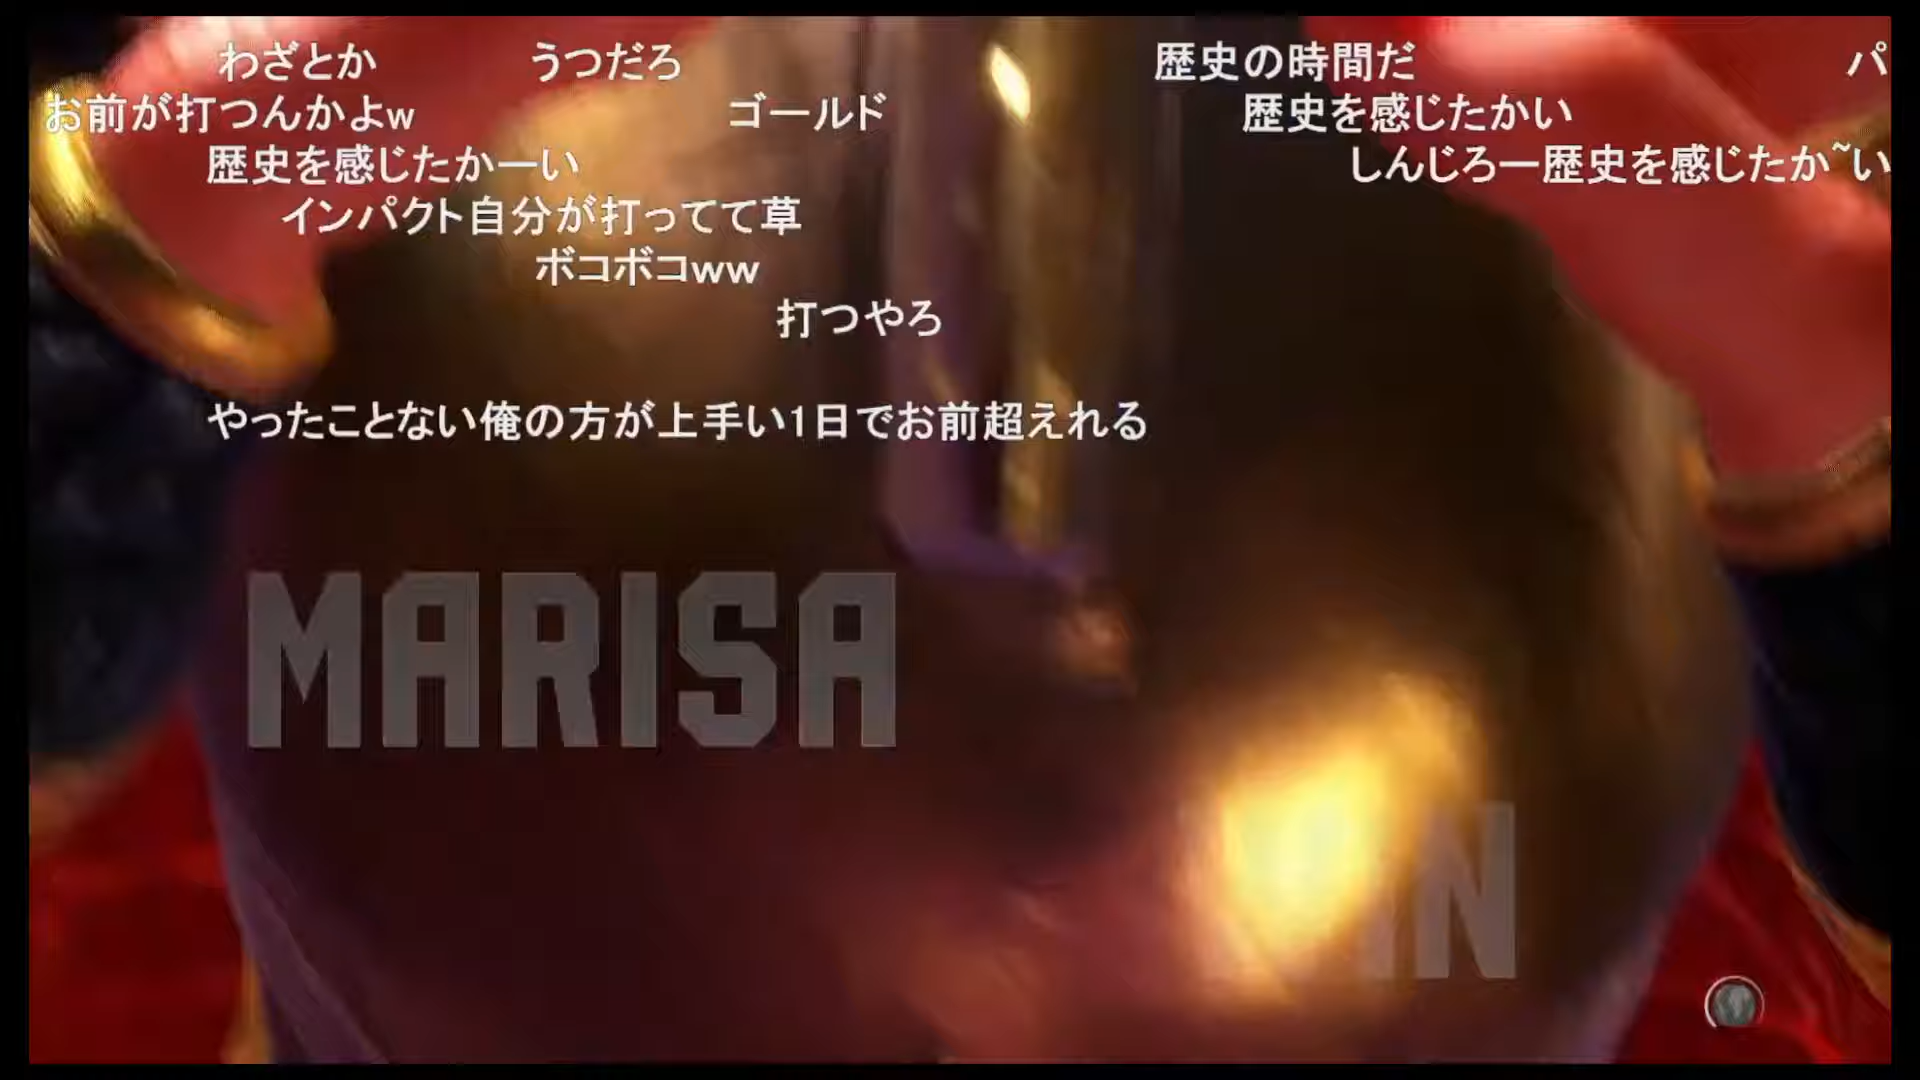 わざとか
うつだろ
歴史の時間だ
パ
お前が打つんかよw
ゴールド
歴史を感じたかい
歴史を感じたかーい
しんじろー歴史を感じたか~い
インパクト自分が打ってて草
ボコボコww
打つやろ
やったことない俺の方が上手い1日でお前超えれる
MARISA
IN